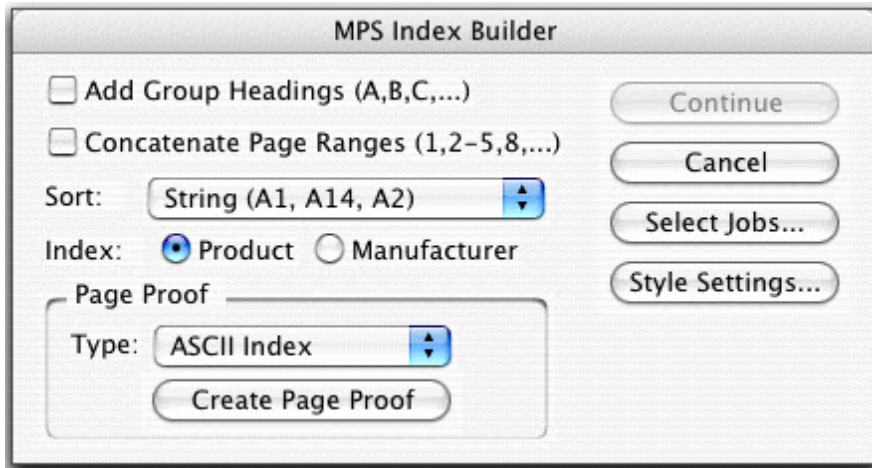 MPS Index Builder
Add Group Headings (A,B,C,...)
Concatenate Page Ranges (1,2-5,8,...)
Sort: String (A1, A14, A2)
Index: Product Manufacturer
Page Proof
Type: ASCII Index
Create Page Proof
Continue
Cancel
Select Jobs...
Style Settings...